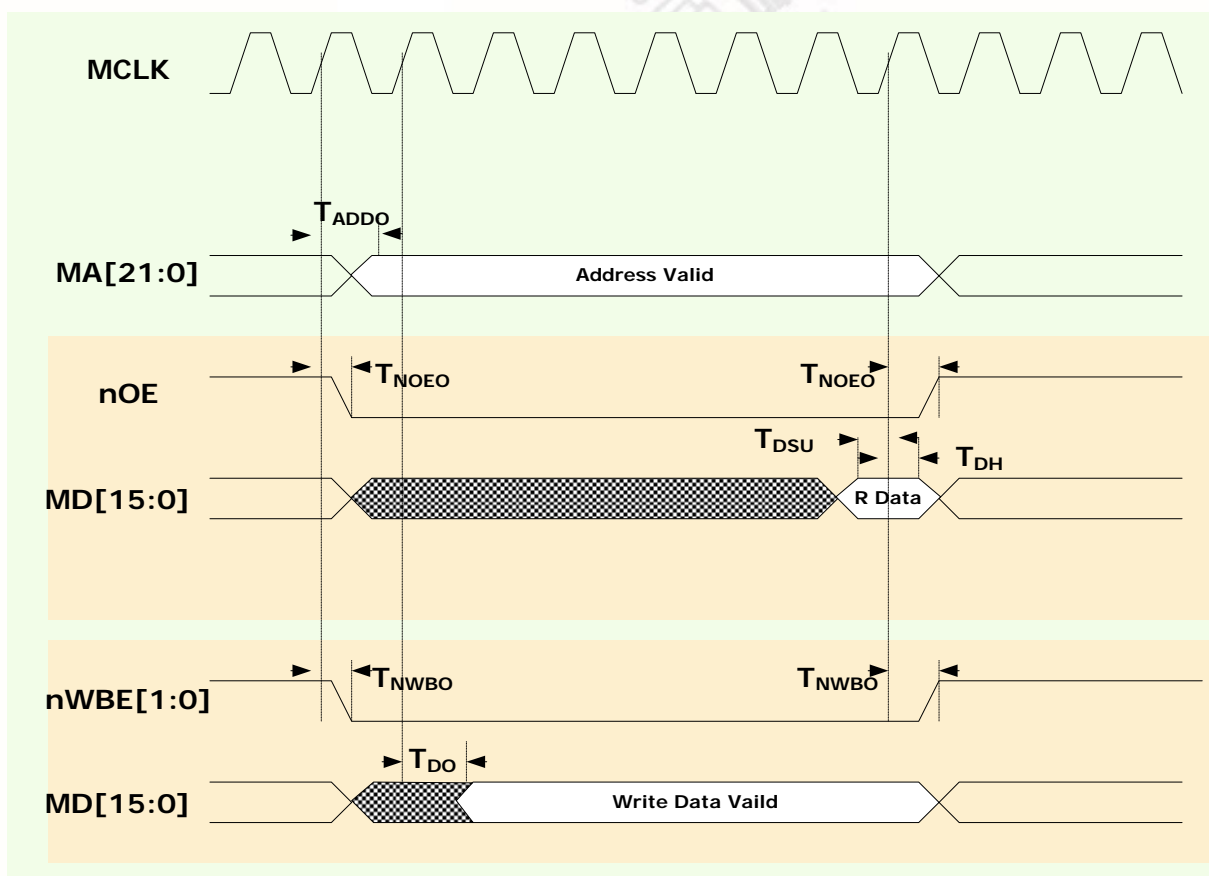 MCLK
TADDO
MA[21:0]
Address Valid
TNOEO
TNOEO
nOE
TDSU
TDH
MD[15:0]
R Data
TNWBO
TNWBO
nWBE[1:0]
TDO
MD[15:0]
Write Data Vaild